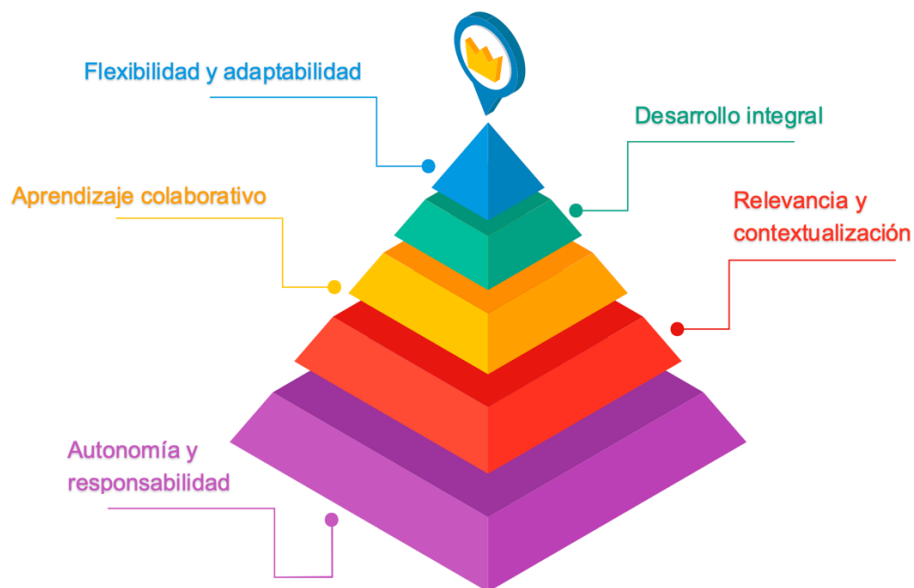 Flexibilidad y adaptabilidad
Desarrollo integral
Aprendizaje colaborativo
Relevancia y
contextualización
Autonomía y
responsabilidad